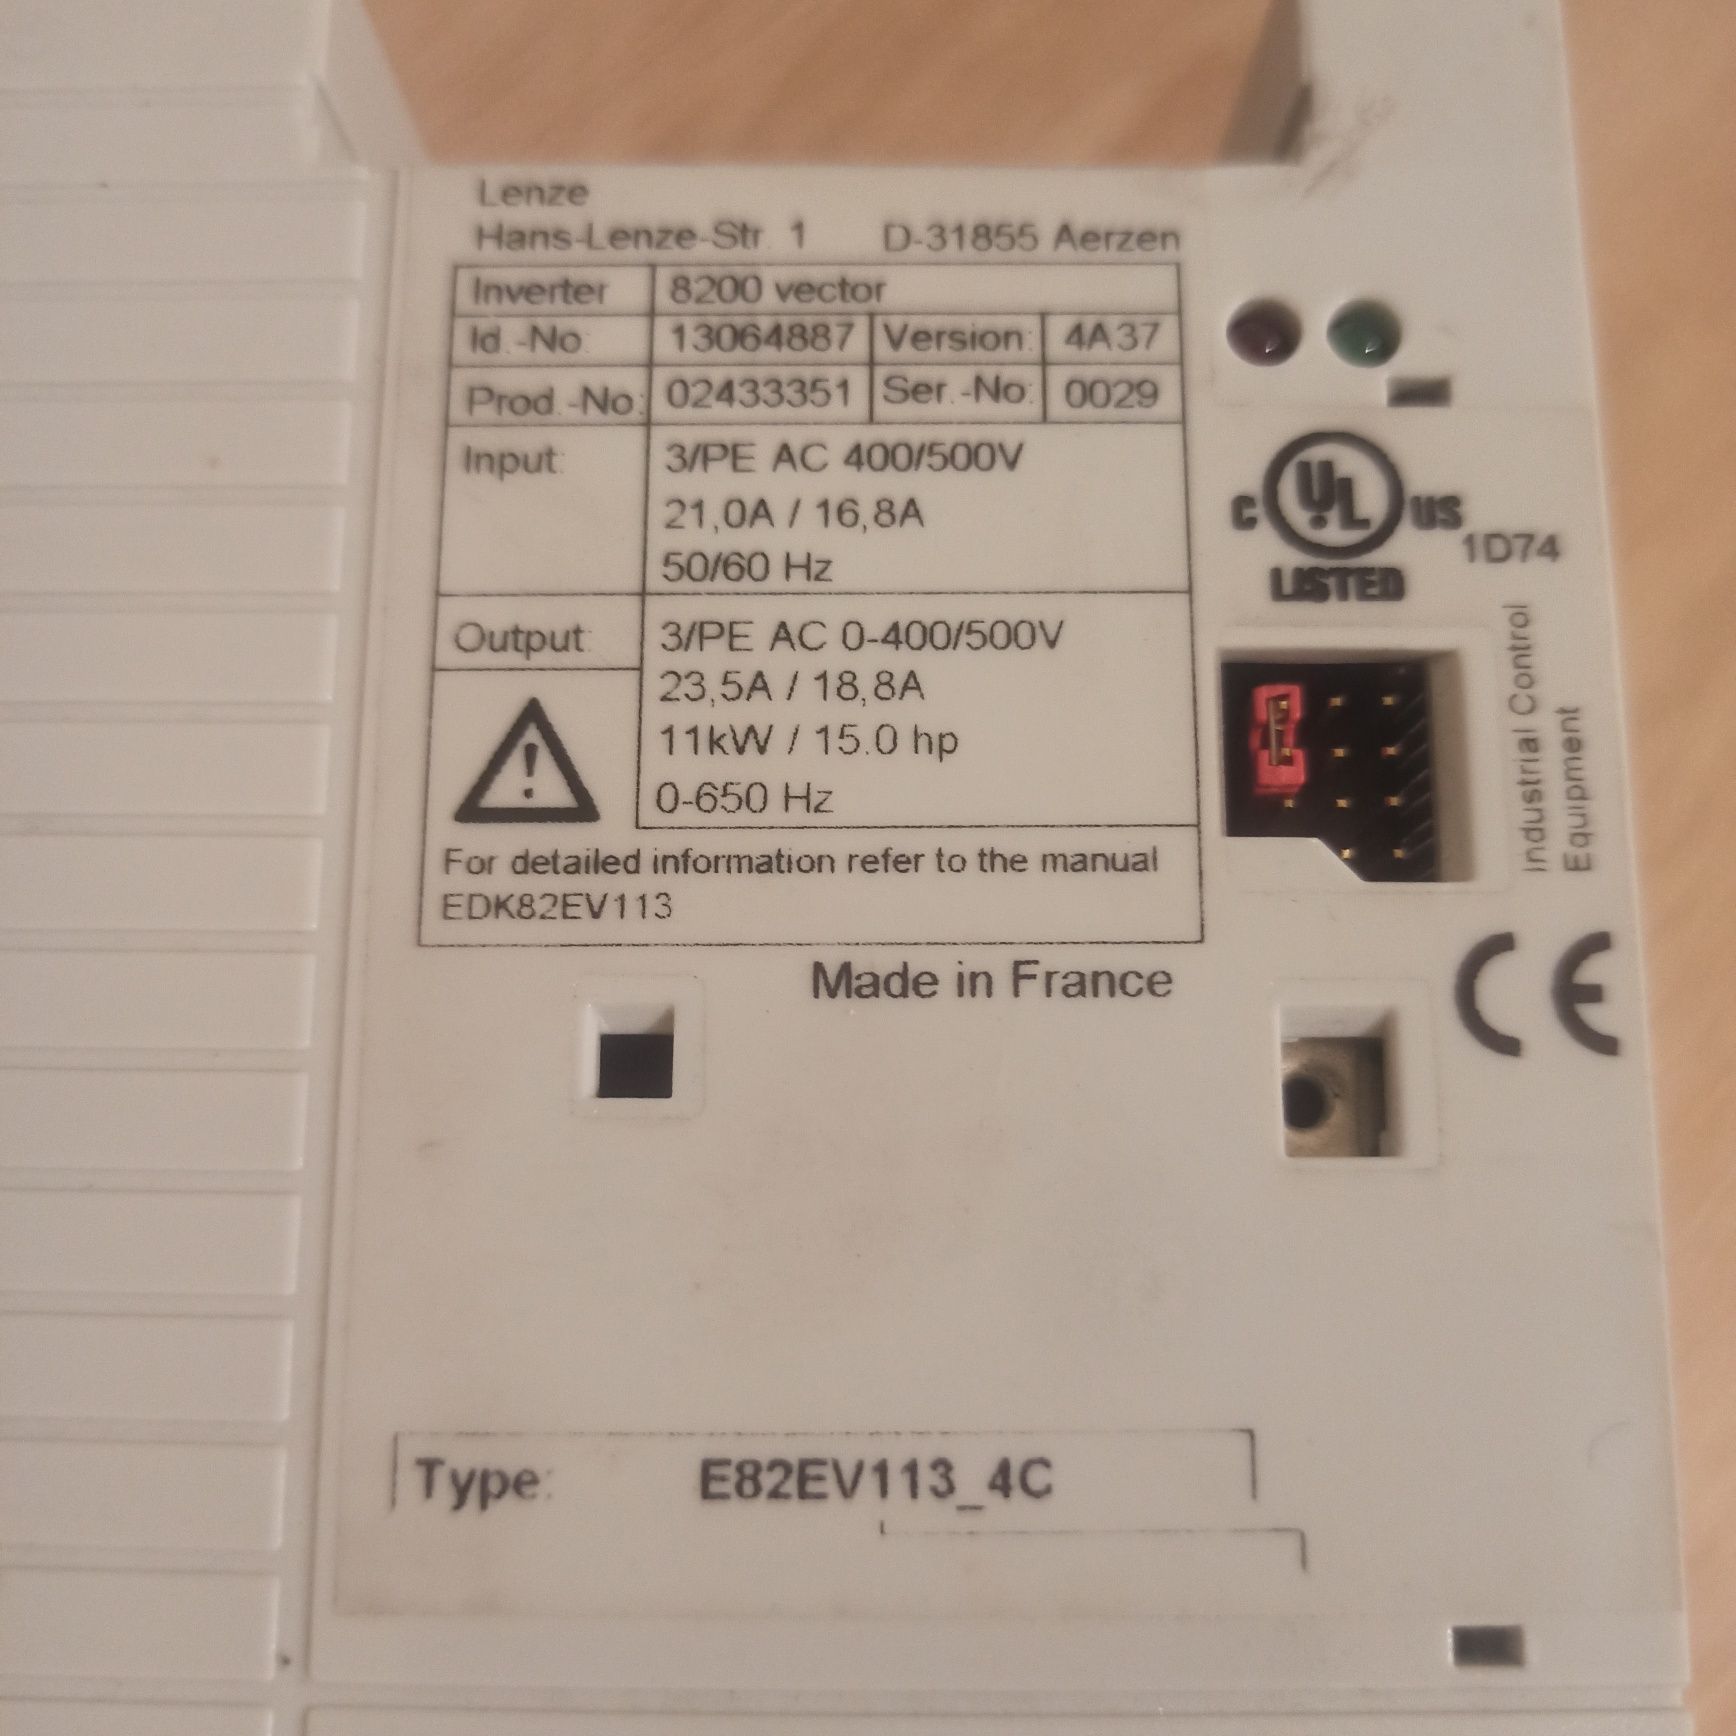 Lenze
Hans-Lenze-Str. 1 D-31855 Aerzen
Inverter 8200 vector
Id.-No: 13064887 Version: 4A37
Prod.-No: 02433351 Ser.-No: 0029
Input: 3/PE AC 400/500V
21,0A / 16,8A
50/60 Hz
Output: 3/PE AC 0-400/500V
23,5A / 18,8A
11kW / 15.0 hp
0-650 Hz
For detailed information refer to the manual
EDK82EV113
Made in France
C UL US
LISTED
1D74
Industrial Control
Equipment
CE
Type: E82EV113_4C